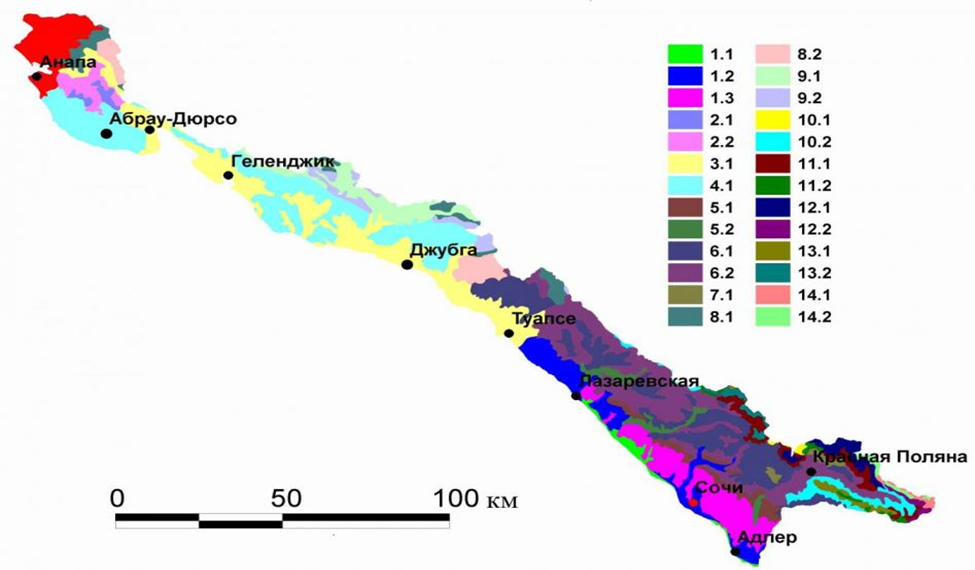 Анапа
Абрау-Дюрсо
Геленджик
Джубга
Туапсе
Лазаревская
Красная Поляна
Сочи
Адлер
1.1
1.2
1.3
2.1
2.2
3.1
4.1
5.1
5.2
6.1
6.2
7.1
8.1
8.2
9.1
9.2
10.1
10.2
11.1
11.2
12.1
12.2
13.1
13.2
14.1
14.2
0 50 100 км